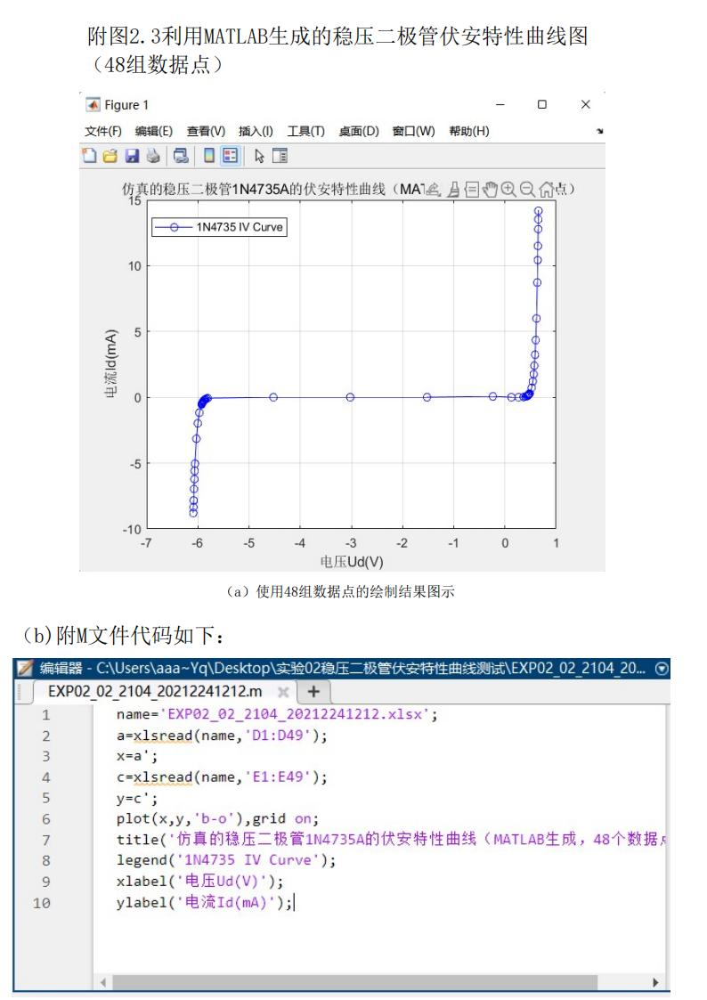 附图2.3利用MATLAB生成的稳压二极管伏安特性曲线图
（48组数据点）
Figure 1
文件(F) 编辑(E) 查看(V) 插入(I) 工具(T) 桌面(D) 窗口(W) 帮助(H)
仿真的稳压二极管1N4735A的伏安特性曲线（MAT 点）
15
1N4735 IV Curve
10
5
0
-5
-10
电流Id(mA)
-7 -6 -5 -4 -3 -2 -1 0 1
电压Ud(V)
（a）使用48组数据点的绘制结果图示
（b)附M文件代码如下：
编辑器 - C:\Users\aaa~Yq\Desktop\实验02稳压二极管伏安特性曲线测试\EXP02_02_2104_20...
EXP02_02_2104_20212241212.m
1 name='EXP02_02_2104_20212241212.xlsx';
2 a=xlsread(name,'D1:D49');
3 x=a';
4 c=xlsread(name,'E1:E49');
5 y=c';
6 plot(x,y,'b-o'),grid on;
7 title('仿真的稳压二极管1N4735A的伏安特性曲线（MATLAB生成，48个数据
8 legend('1N4735 IV Curve');
9 xlabel('电压Ud(V)');
10 ylabel('电流Id(mA)');